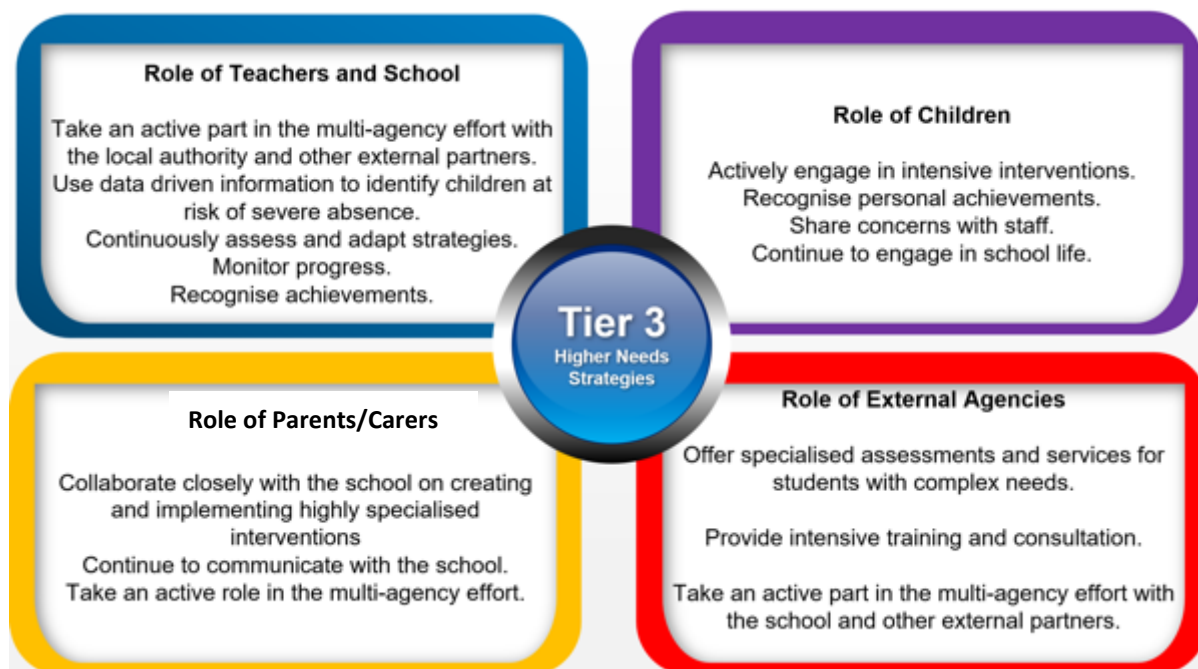 Role of Teachers and School
Take an active part in the multi-agency effort with
the local authority and other external partners.
Use data driven information to identify children at
risk of severe absence.
Continuously assess and adapt strategies.
Monitor progress.
Recognise achievements.
Role of Children
Actively engage in intensive interventions.
Recognise personal achievements.
Share concerns with staff.
Continue to engage in school life.
Tier 3
Higher Needs
Strategies
Role of Parents/Carers
Collaborate closely with the school on creating
and implementing highly specialised
interventions
Continue to communicate with the school.
Take an active role in the multi-agency effort.
Role of External Agencies
Offer specialised assessments and services for
students with complex needs.
Provide intensive training and consultation.
Take an active part in the multi-agency effort with
the school and other external partners.